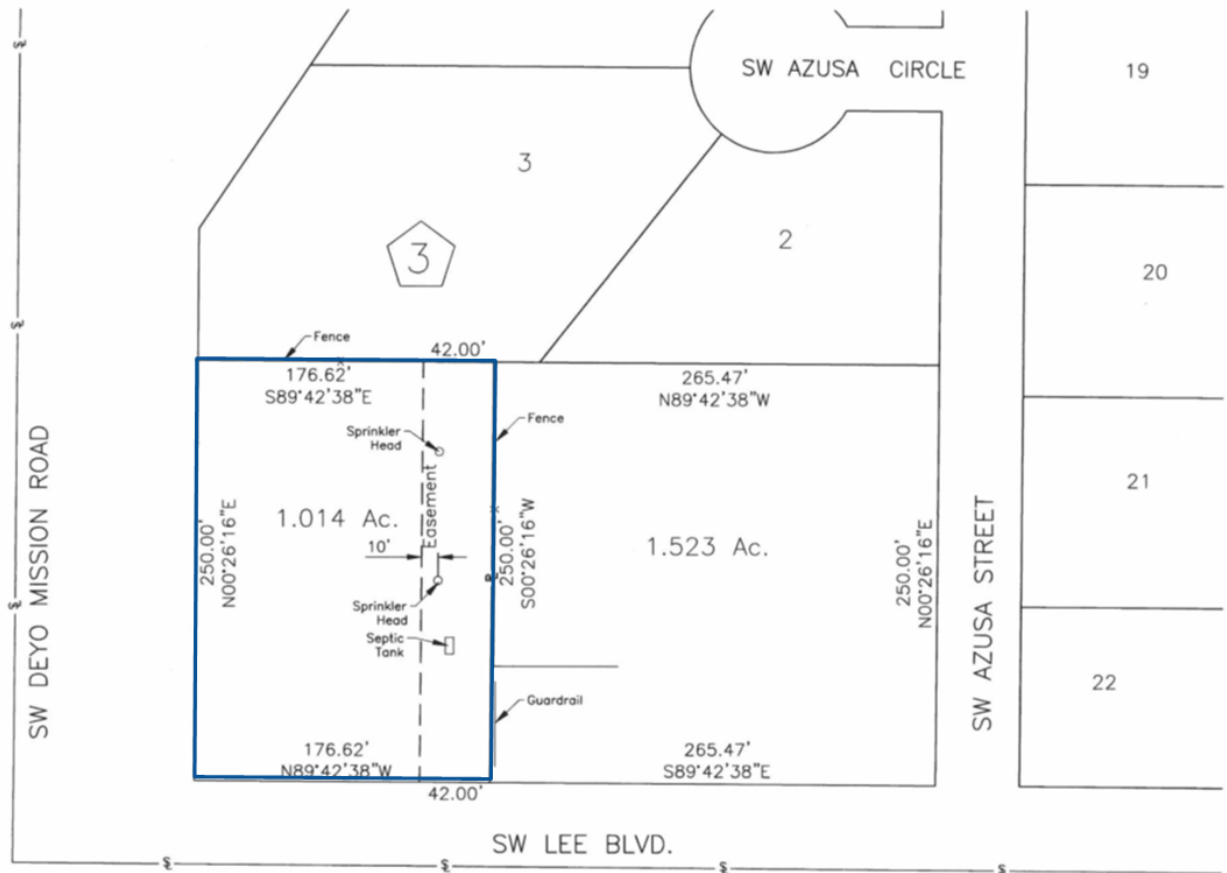 SW AZUSA CIRCLE
19
3
2
3
20
Fence
42.00'
176.62'
S89°42'38"E
265.47'
N89°42'38"W
Fence
Sprinkler
Head
Easement
1.014 Ac.
10'
250.00'
N00°26'16"E
250.00'
S00°26'16"W
1.523 Ac.
250.00'
N00°26'16"E
21
SW DEYO MISSION ROAD
SW AZUSA STREET
Sprinkler
Head
Septic
Tank
22
Guardrail
176.62'
N89°42'38"W
265.47'
S89°42'38"E
42.00'
SW LEE BLVD.